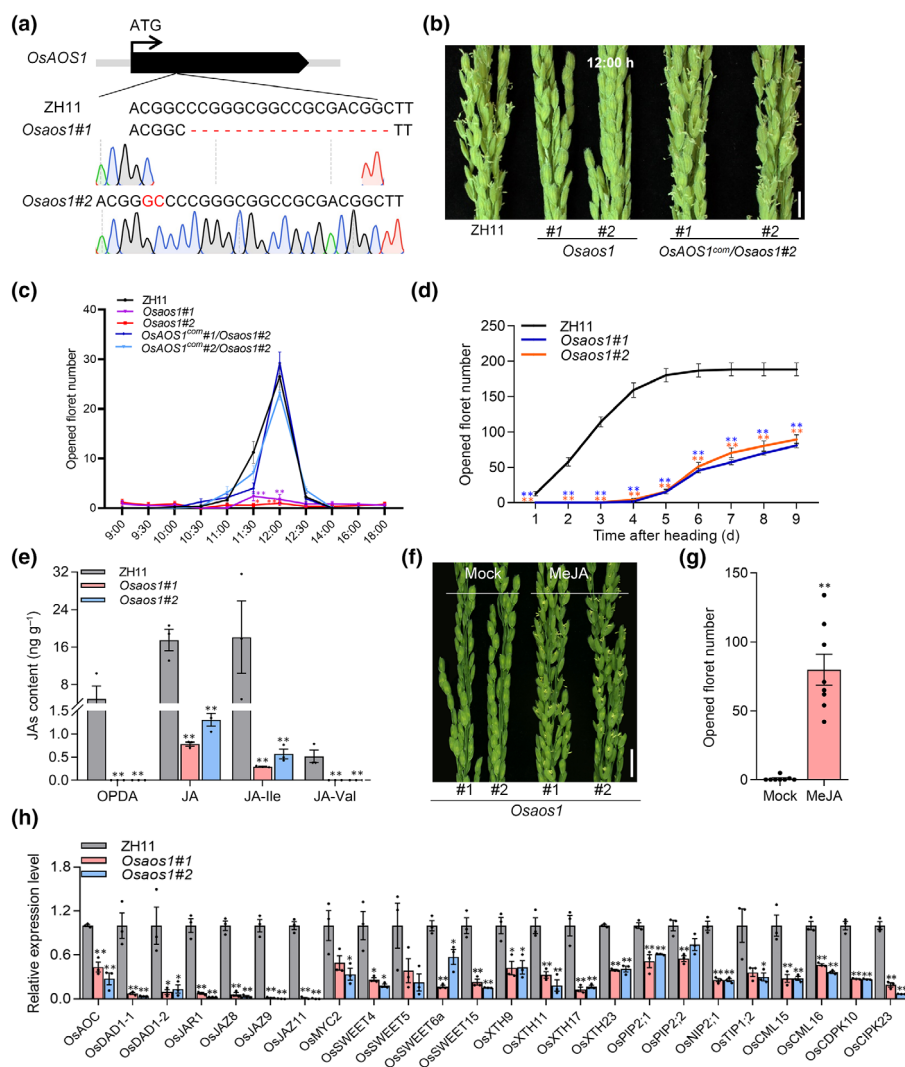 (a)
ATG
OsAOS1
ZH11 ACGGCCCGGGCGGCCGCGACGGCTT
Osaos1#1 ACGGC - - - - - - - - - - - - - - - - - - - - TT
Osaos1#2 ACGGGCCCCGGGCGGCCGCGACGGCTT
(b)
12:00 h
ZH11 #1 #2 #1 #2
Osaos1 OsAOS1com/Osaos1#2
(c)
ZH11
Osaos1#1
Osaos1#2
OsAOS1com#1/Osaos1#2
OsAOS1com#2/Osaos1#2
Opened floret number
40
30
20
10
0
** **
* **
9:00 9:30 10:00 10:30 11:00 11:30 12:00 12:30 14:00 16:00 18:00
(d)
ZH11
Osaos1#1
Osaos1#2
Opened floret number
250
200
150
100
50
0
** ** ** ** ** ** ** ** **
** ** ** ** ** ** ** ** **
1 2 3 4 5 6 7 8 9
Time after heading (d)
(e)
ZH11
Osaos1#1
Osaos1#2
JAs content (ng g⁻¹)
32
24
16
8
1.5
1.0
0.5
0.0
** ** ** ** ** ** ** **
OPDA JA JA-Ile JA-Val
(f)
Mock MeJA
#1 #2 #1 #2
Osaos1
(g)
Opened floret number
150
100
50
0
**
Mock MeJA
(h)
ZH11
Osaos1#1
Osaos1#2
Relative expression level
1.8
1.2
0.6
0.0
OsAOC
OsDAD1-1
OsDAD1-2
OsJAR1
OsJAZ8
OsJAZ9
OsJAZ11
OsMYC2
OsSWEET4
OsSWEET5
OsSWEET6a
OsSWEET15
OsXTH9
OsXTH11
OsXTH17
OsXTH23
OsPIP2;1
OsPIP2;2
OsNIP2;1
OsTIP1;2
OsCML15
OsCML16
OsCDPK10
OsCIPK23